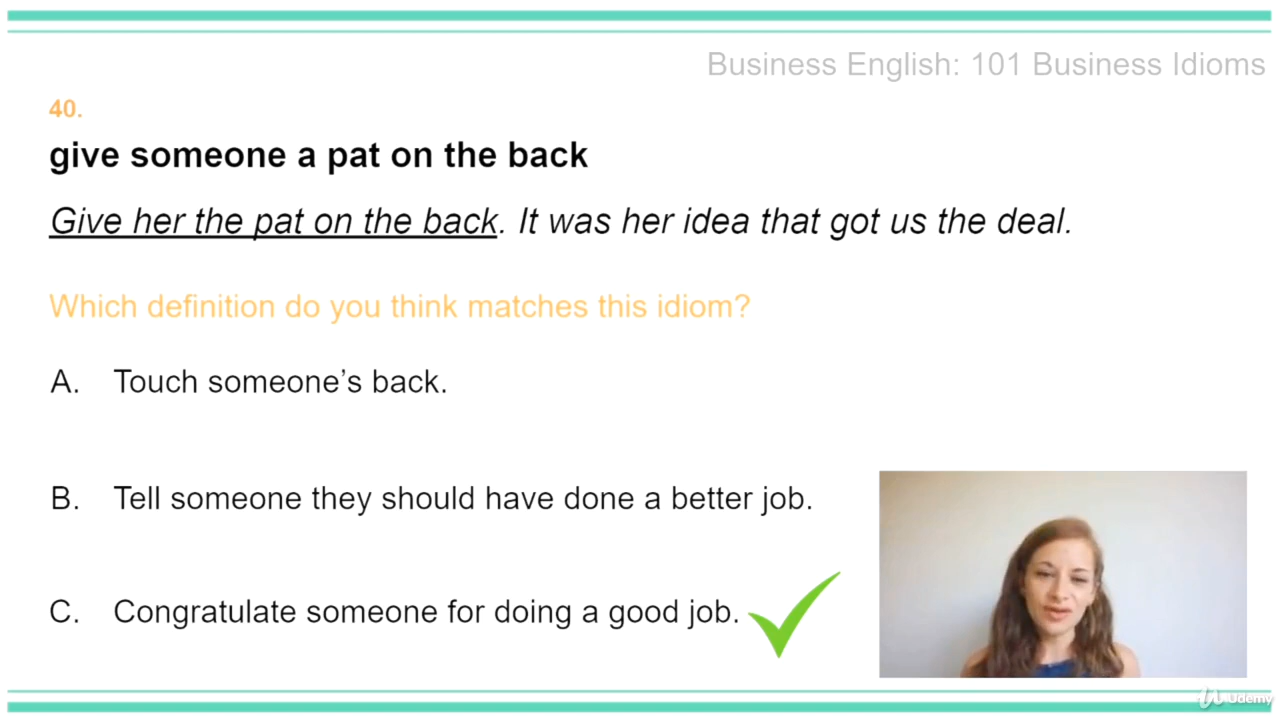 Business English: 101 Business Idioms
40.
give someone a pat on the back
Give her the pat on the back. It was her idea that got us the deal.
Which definition do you think matches this idiom?
A. Touch someone’s back.
B. Tell someone they should have done a better job.
C. Congratulate someone for doing a good job.
Udemy